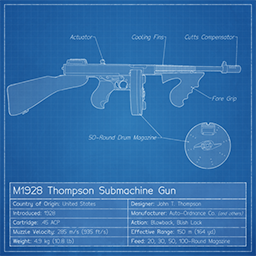 Actuator
Cooling Fins
Cutts Compensator
Fore Grip
50-Round Drum Magazine
M1928 Thompson Submachine Gun
Country of Origin: United States
Designer: John T. Thompson
Introduced: 1928
Manufacturer: Auto-Ordnance Co. (and others)
Cartridge: .45 ACP
Action: Blowback, Blish Lock
Muzzle Velocity: 285 m/s (935 ft/s)
Effective Range: 150 m (164 yd)
Weight: 4.9 kg (10.8 lb)
Feed: 20, 30, 50, 100-Round Magazine